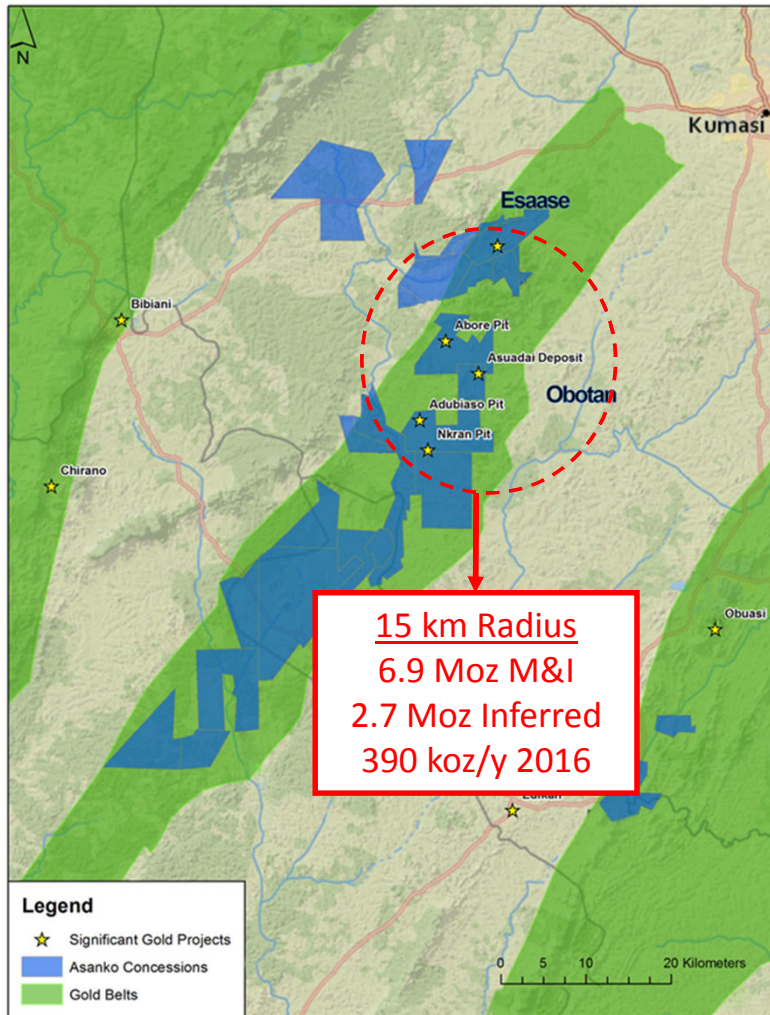 N
Kumasi
Esaase
Bibiani
Abore Pit
Asuadai Deposit
Obotan
Adubiaso Pit
Nkran Pit
Chirano
Obuasi
15 km Radius
6.9 Moz M&I
2.7 Moz Inferred
390 koz/y 2016
Legend
Significant Gold Projects
Asanko Concessions
Gold Belts
0 5 10 20 Kilometers